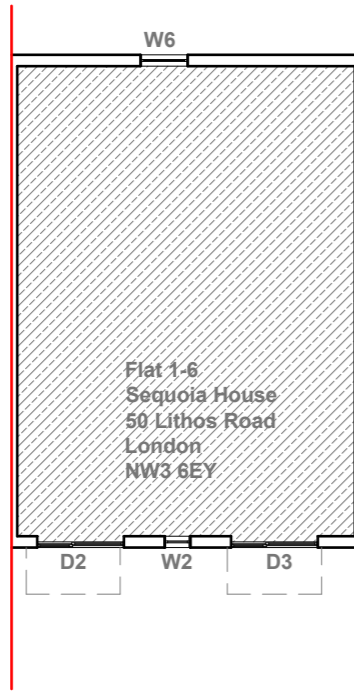 W6
Flat 1-6
Sequoia House
50 Lithos Road
London
NW3 6EY
D2 W2 D3